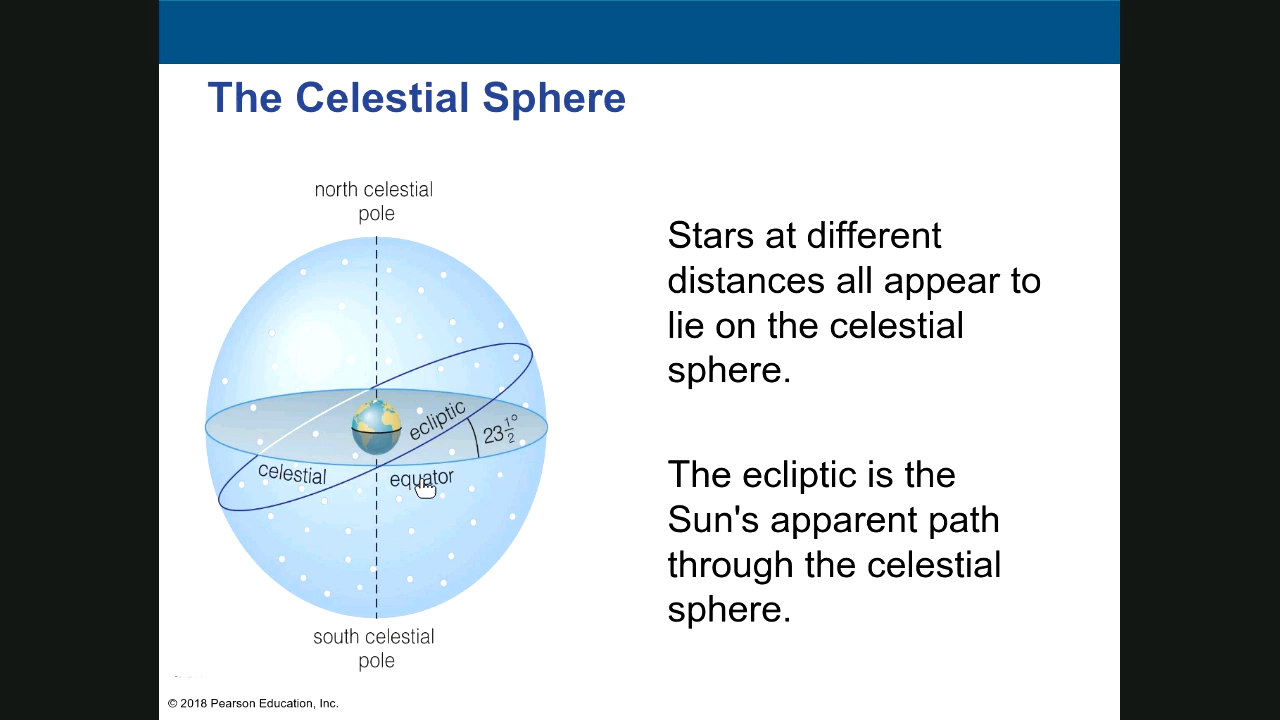 The Celestial Sphere
north celestial
pole
ecliptic
23½°
celestial
equator
south celestial
pole
Stars at different
distances all appear to
lie on the celestial
sphere.
The ecliptic is the
Sun's apparent path
through the celestial
sphere.
© 2018 Pearson Education, Inc.